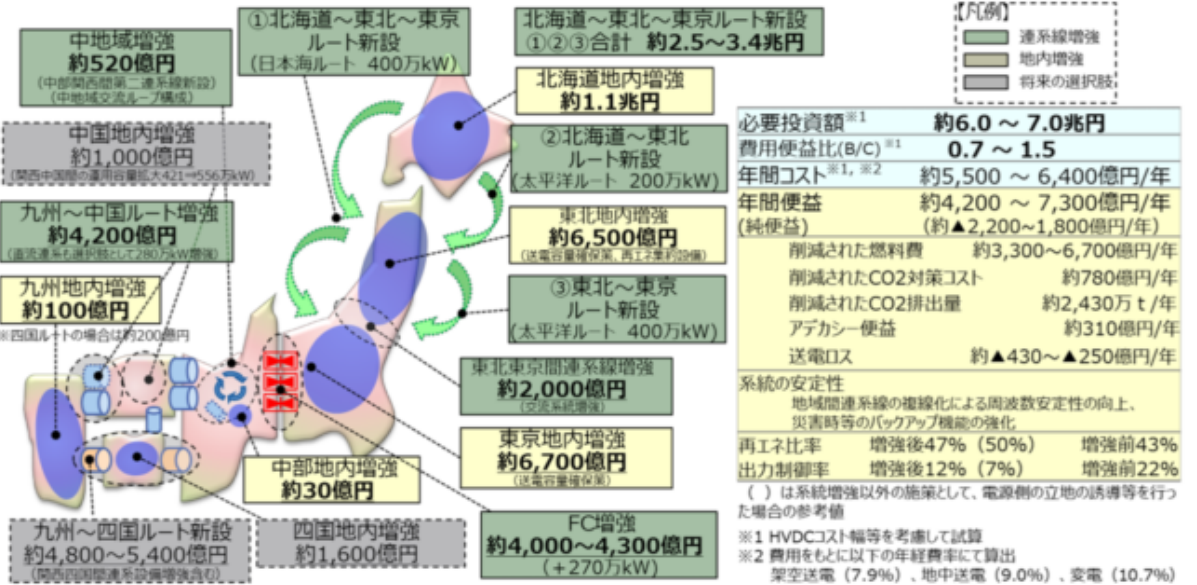 ①北海道～東北～東京
ルート新設
(日本海ルート 400万kW)
北海道～東北～東京ルート新設
①②③合計 約2.5～3.4兆円
【凡例】
連系線増強
地内増強
将来の選択肢
中地域増強
約520億円
(中部関西間第二連系線新設)
(中地域交流ループ構成)
北海道地内増強
約1.1兆円
中国地内増強
約1,000億円
(関西中国間の運用容量拡大421⇒556万kW)
②北海道～東北
ルート新設
(太平洋ルート 200万kW)
九州～中国ルート増強
約4,200億円
(直流連系も選択肢として280万kW増強)
東北地内増強
約6,500億円
(送電容量確保策、再エネ集約設備)
九州地内増強
約100億円
※四国ルートの場合は約200億円
③東北～東京
ルート新設
(太平洋ルート 400万kW)
東北東京間連系線増強
約2,000億円
(交流系統増強)
東京地内増強
約6,700億円
(送電容量確保策)
中部地内増強
約30億円
九州～四国ルート新設
約4,800～5,400億円
(関西四国間連系設備増強含む)
四国地内増強
約1,600億円
FC増強
約4,000～4,300億円
(+270万kW)
必要投資額※1 約6.0 ～ 7.0兆円
費用便益比(B/C)※1 0.7 ～ 1.5
年間コスト※1, ※2 約5,500 ～ 6,400億円/年
年間便益 約4,200 ～ 7,300億円/年
(純便益) (約▲2,200~1,800億円/年)
削減された燃料費 約3,300～6,700億円/年
削減されたCO2対策コスト 約780億円/年
削減されたCO2排出量 約2,430万ｔ/年
アデカシー便益 約310億円/年
送電ロス 約▲430～▲250億円/年
系統の安定性
地域間連系線の複線化による周波数安定性の向上、
災害時等のバックアップ機能の強化
再エネ比率 増強後47%（50%） 増強前43%
出力制御率 増強後12%（7%） 増強前22%
（ ）は系統増強以外の施策として、電源側の立地の誘導等を行っ
た場合の参考値
※1 HVDCコスト幅等を考慮して試算
※2 費用をもとに以下の年経費率にて算出
架空送電（7.9%）、地中送電（9.0%）、変電（10.7%）